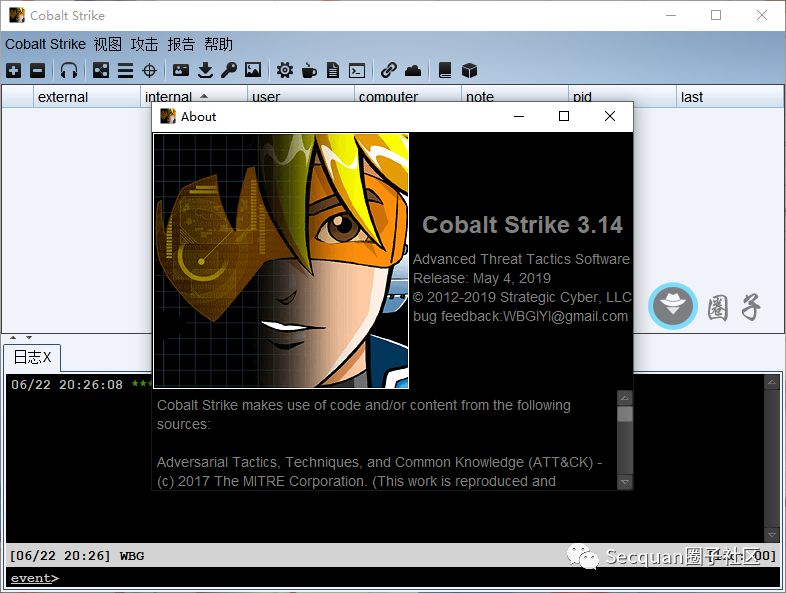 Cobalt Strike
Cobalt Strike 视图 攻击 报告 帮助
external internal user computer note pid last
About
Cobalt Strike 3.14
Advanced Threat Tactics Software
Release: May 4, 2019
© 2012-2019 Strategic Cyber, LLC
bug feedback:WBGlYl@gmail.com
圈子
日志X
06/22 20:26:08 ***
Cobalt Strike makes use of code and/or content from the following
sources:
Adversarial Tactics, Techniques, and Common Knowledge (ATT&CK) -
(c) 2017 The MITRE Corporation. (This work is reproduced and
[06/22 20:26] WBG
00]
Secquan圈子社区
event>